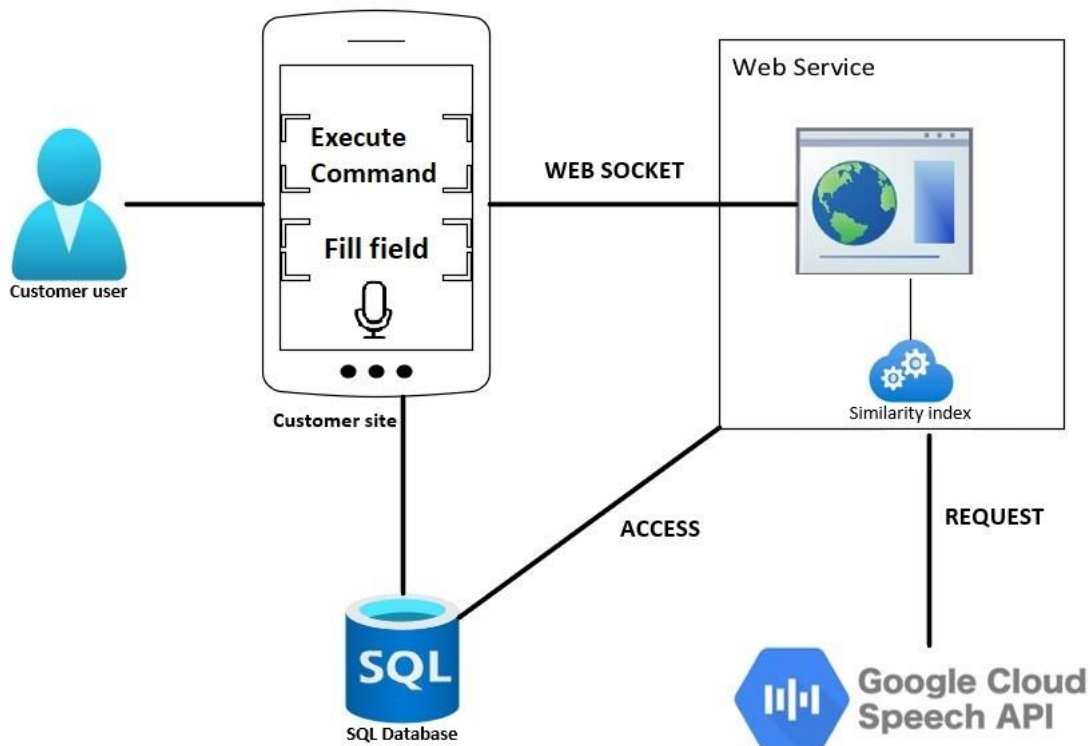 Web Service
Execute
Command
WEB SOCKET
Fill field
Customer user
Similarity index
Customer site
ACCESS
REQUEST
SQL
SQL Database
Google Cloud
Speech API